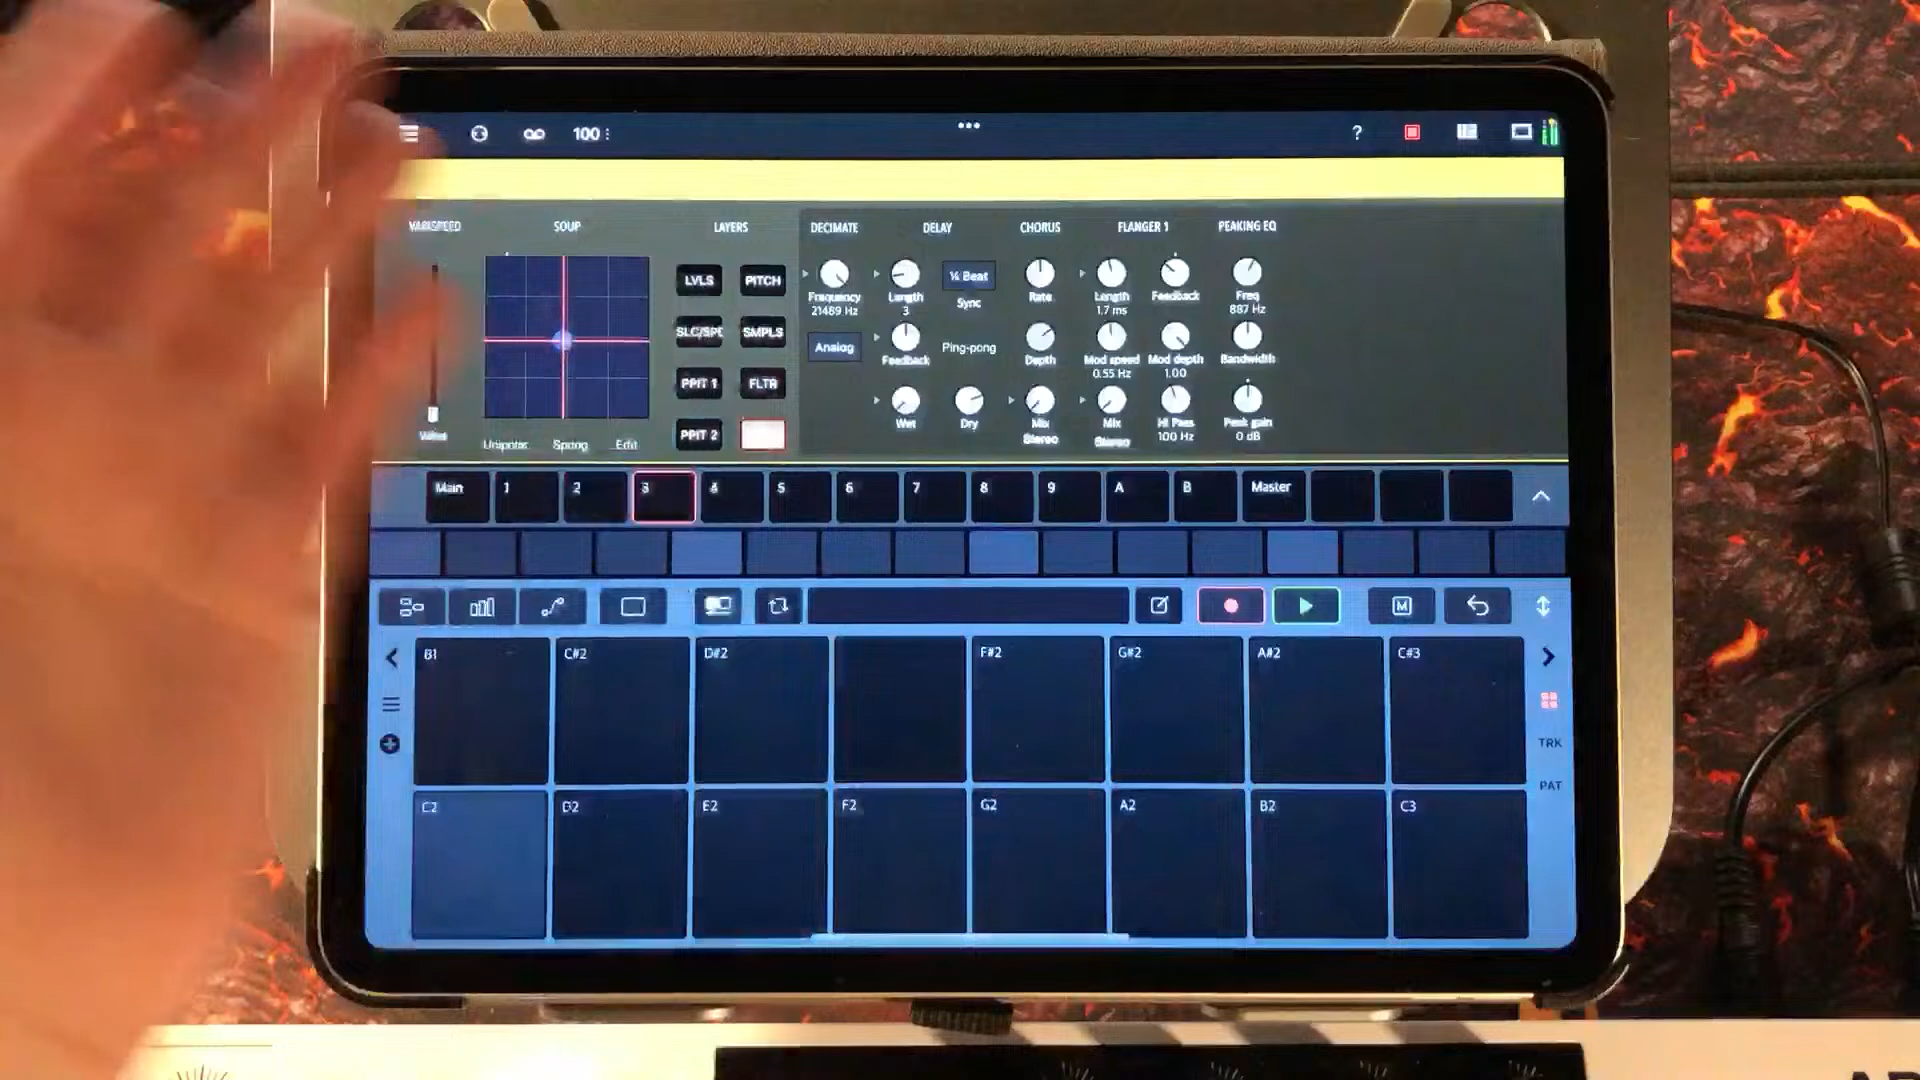 100
?
VARISPEED SOUP LAYERS DECIMATE DELAY CHORUS FLANGER 1 PEAKING EQ
LVLS PITCH
Frequency Length ¼ Beat Rate Length Feedback Freq
21489 Hz 3 Sync 1.7 ms 887 Hz
SLC/SPD SMPLS
Analog Feedback Ping-pong Depth Mod speed Mod depth Bandwidth
0.55 Hz 1.00
PPIT 1 FLTR
Wet Dry Mix Mix Hi Pass Peak gain
Stereo Stereo 100 Hz 0 dB
PPIT 2
Value
Unipolar Spring Edit
Main 1 2 3 4 5 6 7 8 9 A B Master
M
B1 C#2 D#2 F#2 G#2 A#2 C#3
TRK
PAT
C2 D2 E2 F2 G2 A2 B2 C3